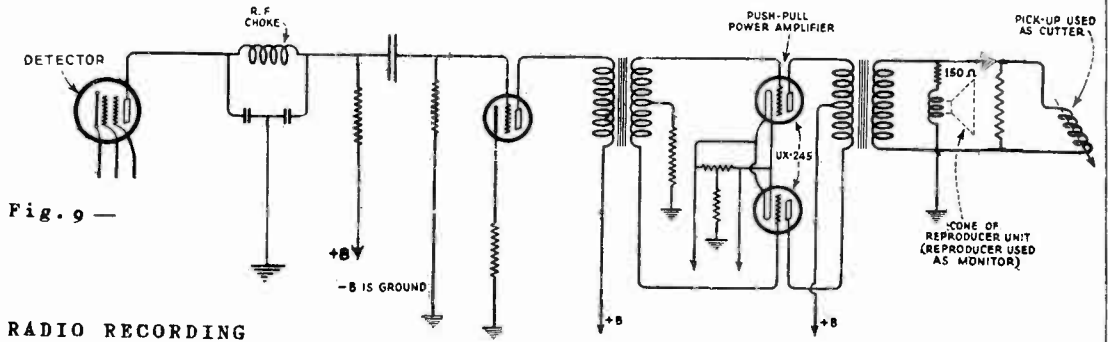 R.F
CHOKE
DETECTOR
PUSH-PULL
POWER AMPLIFIER
PICK-UP USED
AS CUTTER
150 Ω
UX-245
Fig. 9 —
+B
-B IS GROUND
+B
+B
CONE OF
REPRODUCER UNIT
(REPRODUCER USED
AS MONITOR)
RADIO RECORDING